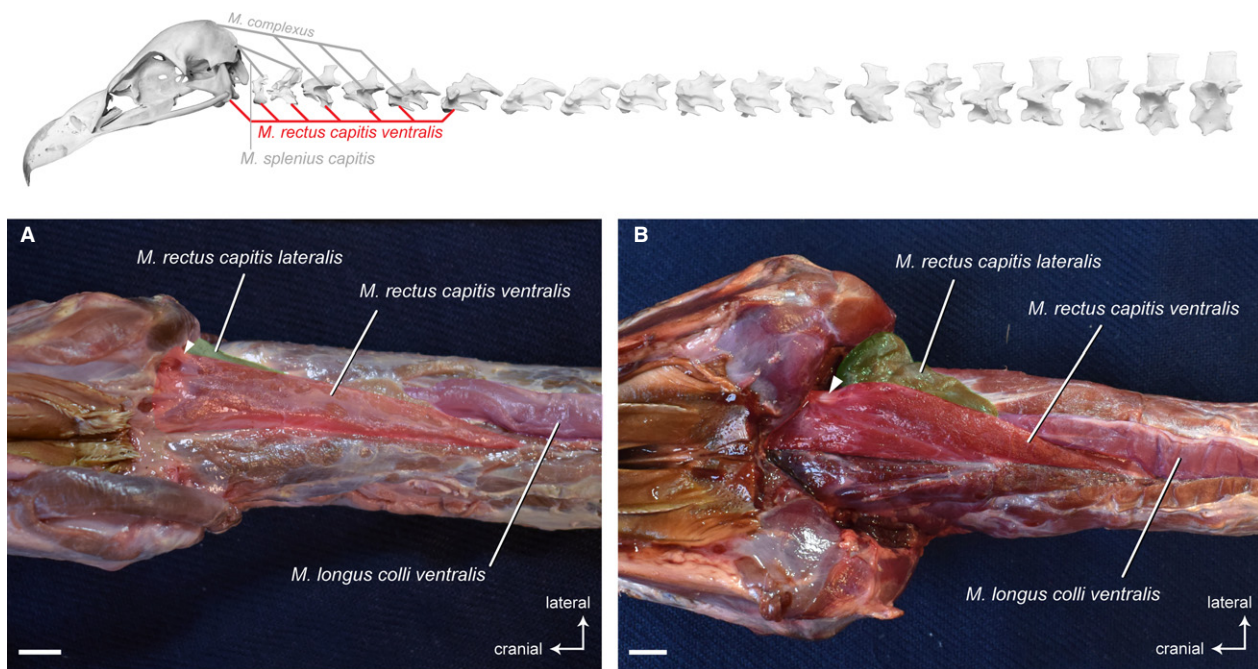 M. complexus
M. rectus capitis ventralis
M. splenius capitis
A
M. rectus capitis lateralis
M. rectus capitis ventralis
M. longus colli ventralis
lateral
cranial
B
M. rectus capitis lateralis
M. rectus capitis ventralis
M. longus colli ventralis
lateral
cranial